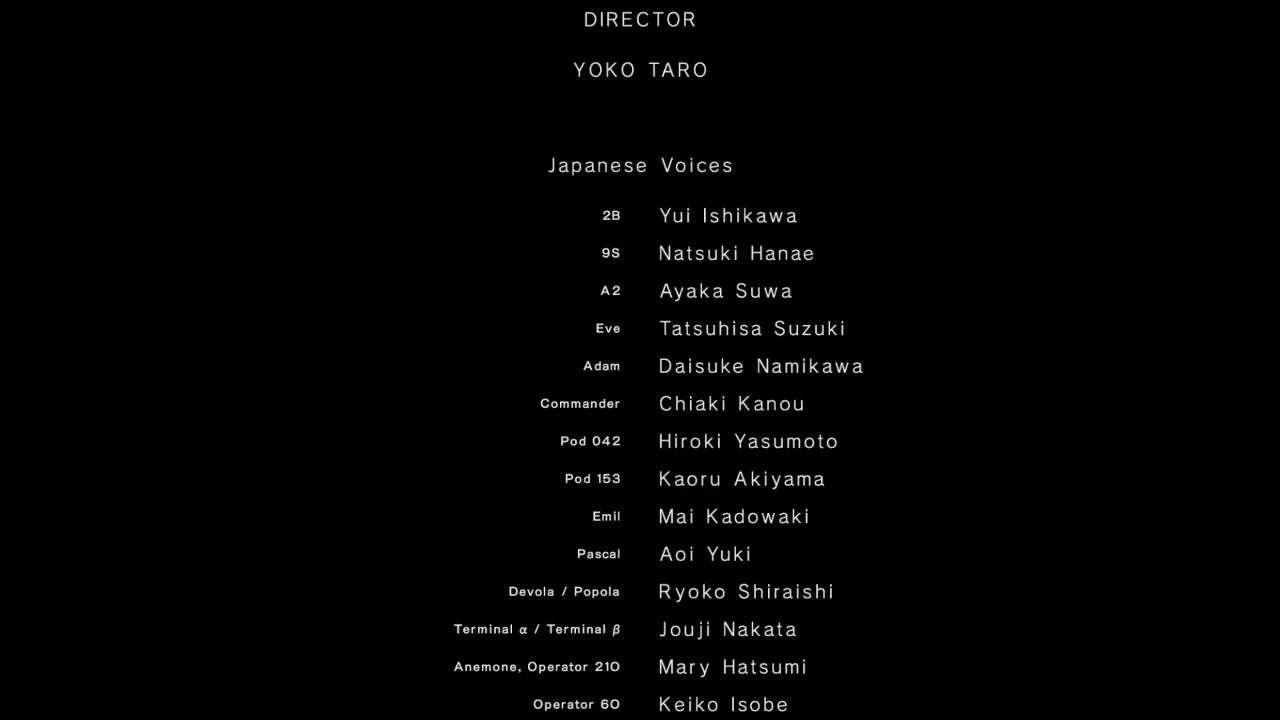 DIRECTOR
YOKO TARO
Japanese Voices
2B Yui Ishikawa
9S Natsuki Hanae
A2 Ayaka Suwa
Eve Tatsuhisa Suzuki
Adam Daisuke Namikawa
Commander Chiaki Kanou
Pod 042 Hiroki Yasumoto
Pod 153 Kaoru Akiyama
Emil Mai Kadowaki
Pascal Aoi Yuki
Devola / Popola Ryoko Shiraishi
Terminal α / Terminal β Jouji Nakata
Anemone, Operator 21O Mary Hatsumi
Operator 6O Keiko Isobe